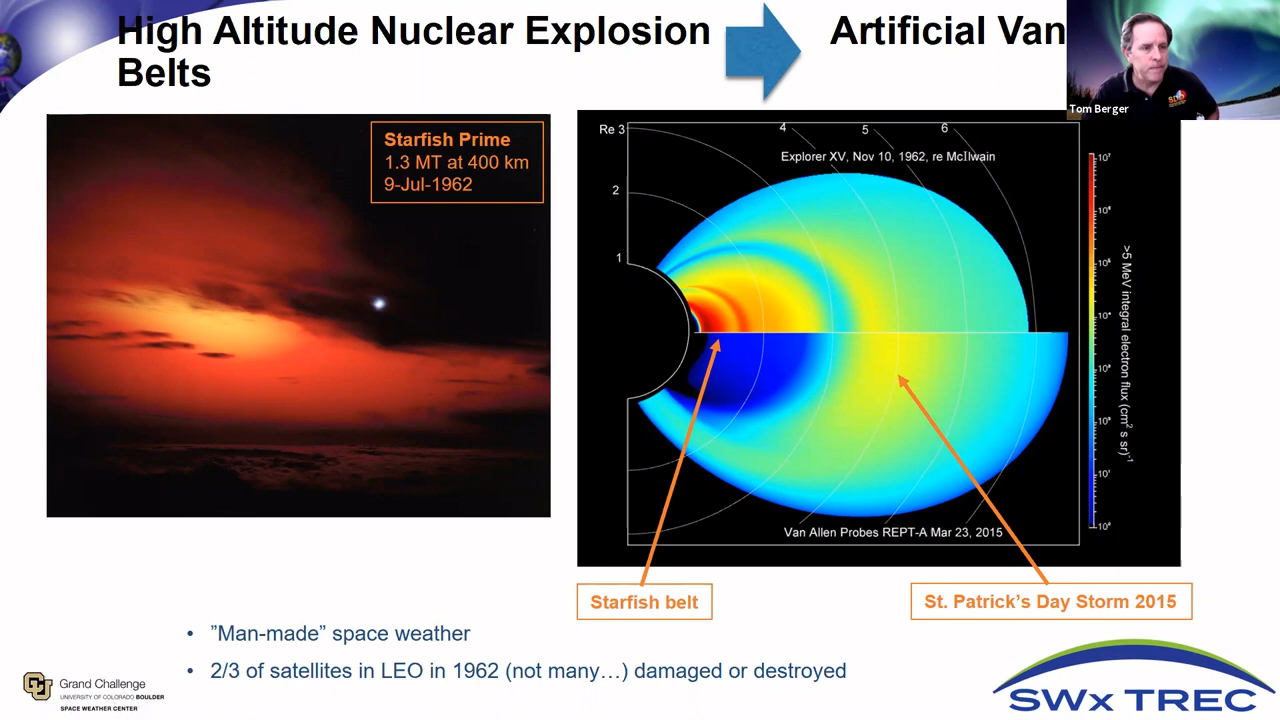 High Altitude Nuclear Explosion
Artificial Van
Belts
Tom Berger
Starfish Prime
1.3 MT at 400 km
9-Jul-1962
Re 3
4
5
6
Explorer XV, Nov 10, 1962, re McIlwain
2
1
>5 MeV integral electron flux (cm² s sr)⁻¹
Van Allen Probes REPT-A Mar 23, 2015
Starfish belt
St. Patrick's Day Storm 2015
• ”Man-made” space weather
• 2/3 of satellites in LEO in 1962 (not many…) damaged or destroyed
Grand Challenge
UNIVERSITY OF COLORADO BOULDER
SPACE WEATHER CENTER
SWx TREC